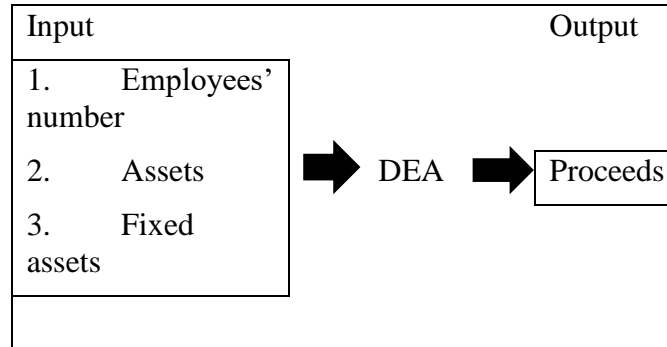 Input Output
1. Employees’
number
2. Assets
3. Fixed
assets
DEA
Proceeds